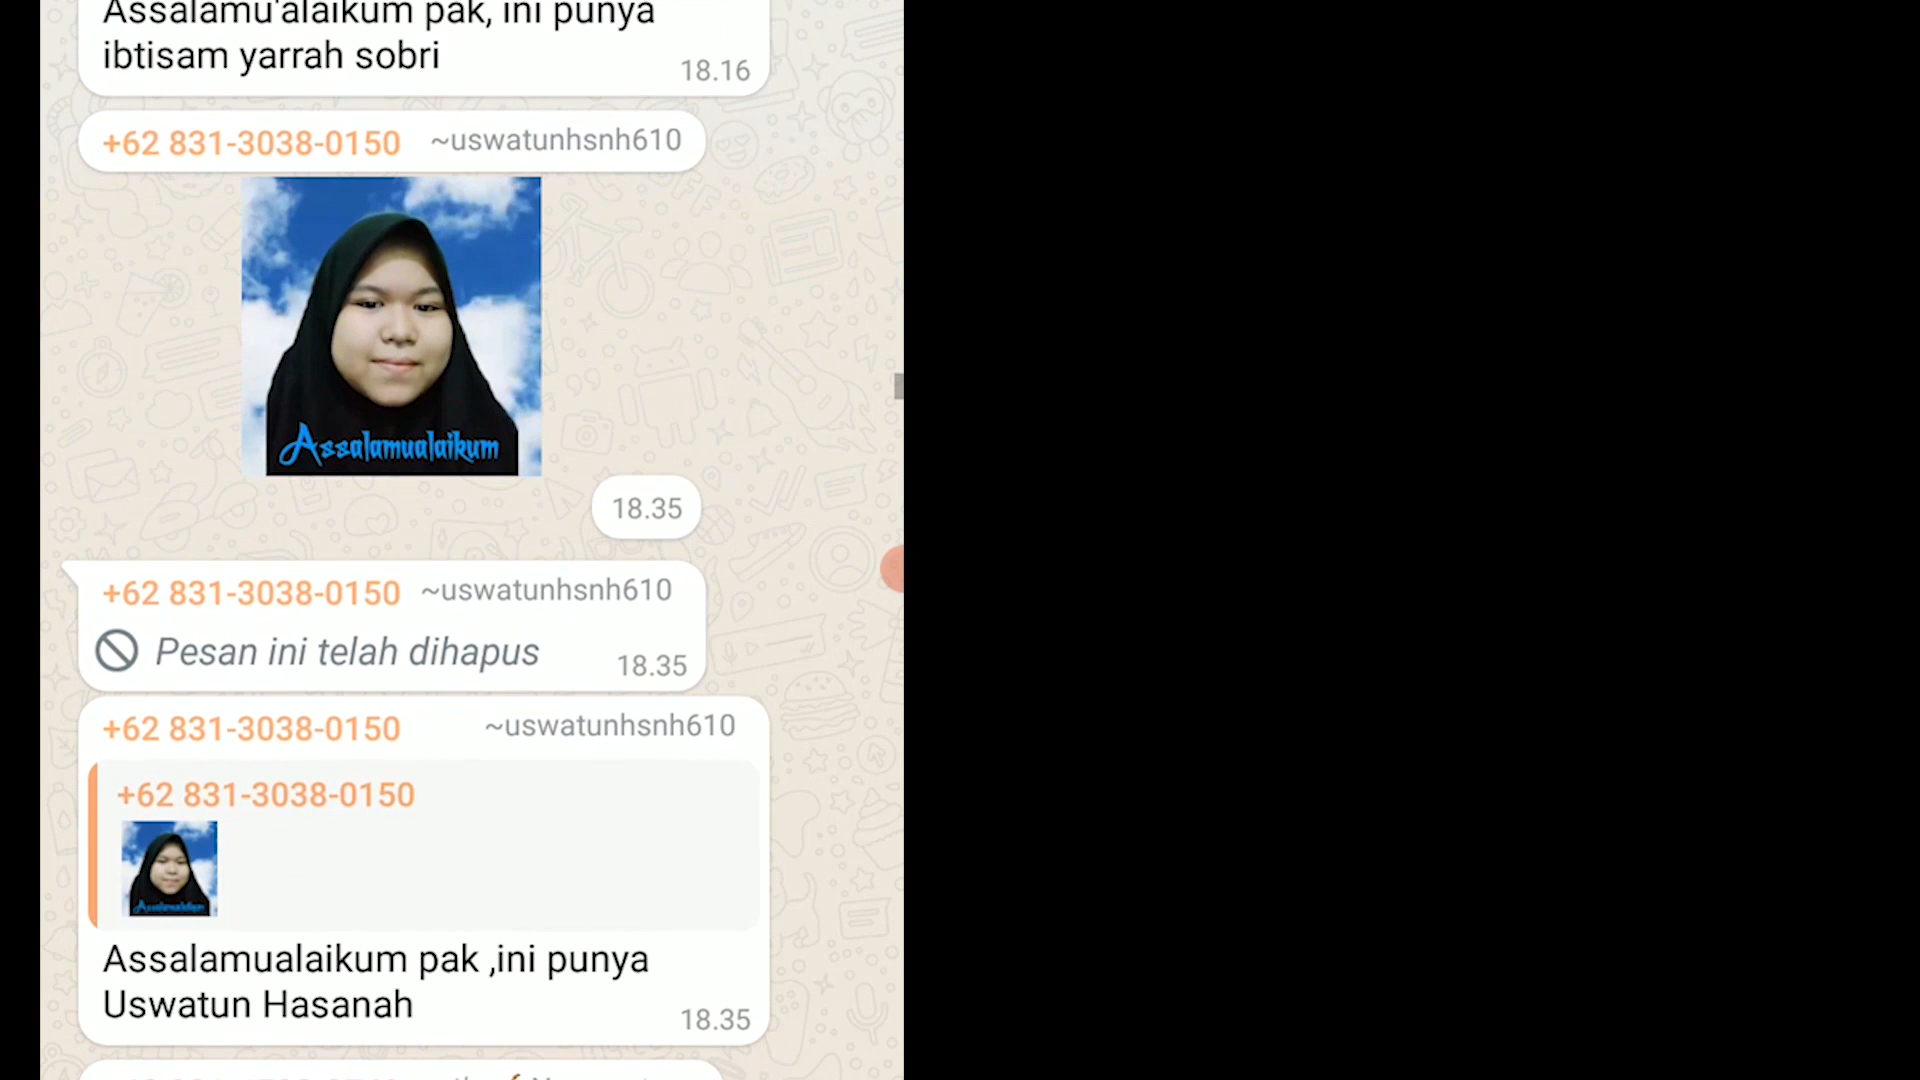 Assalamu'alaikum pak, ini punya
ibtisam yarrah sobri
18.16
+62 831-3038-0150 ~uswatunhsnh610
Assalamualaikum
18.35
+62 831-3038-0150 ~uswatunhsnh610
Pesan ini telah dihapus
18.35
+62 831-3038-0150 ~uswatunhsnh610
+62 831-3038-0150
Assalamualaikum
Assalamualaikum pak ,ini punya
Uswatun Hasanah
18.35